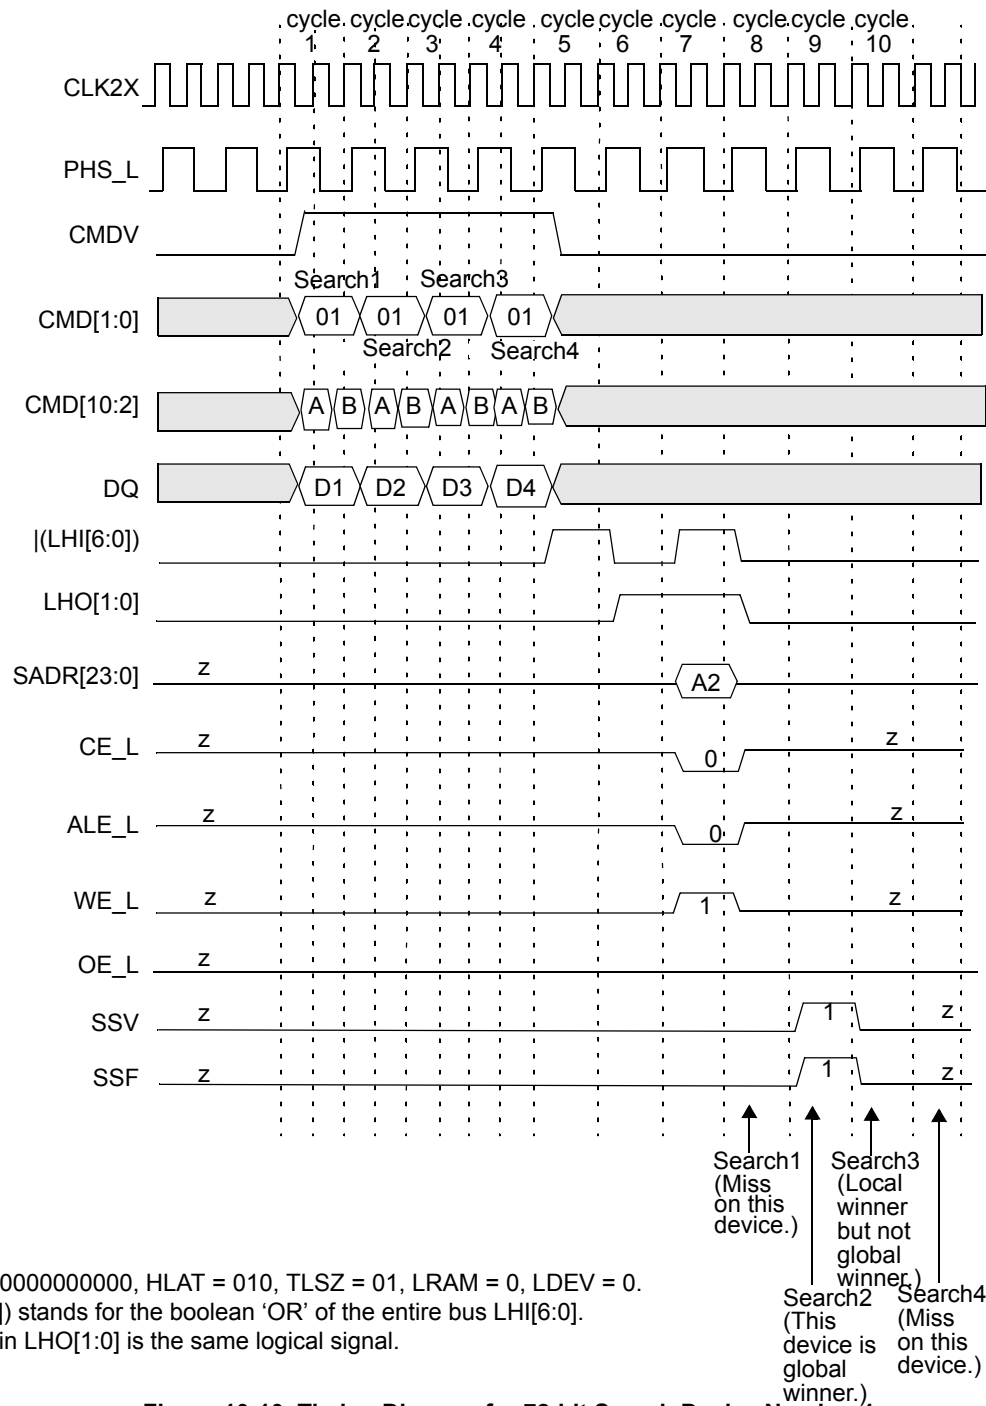 cycle cycle cycle cycle cycle cycle cycle cycle cycle cycle
1 2 3 4 5 6 7 8 9 10
CLK2X
PHS_L
CMDV
Search1 Search3
CMD[1:0] 01 01 01 01
Search2 Search4
CMD[10:2] A B A B A B A B
DQ D1 D2 D3 D4
|(LHI[6:0])
LHO[1:0]
SADR[23:0] z A2
CE_L z 0 z
ALE_L z 0 z
WE_L z 1 z
OE_L z
SSV z 1 z
SSF z 1 z
Search1
(Miss
on this
device.)
Search3
(Local
winner
but not
global
winner.)
Search2
(This
device is
global
winner.)
Search4
(Miss
on this
device.)
0000000000, HLAT = 010, TLSZ = 01, LRAM = 0, LDEV = 0.
|) stands for the boolean ‘OR’ of the entire bus LHI[6:0].
in LHO[1:0] is the same logical signal.